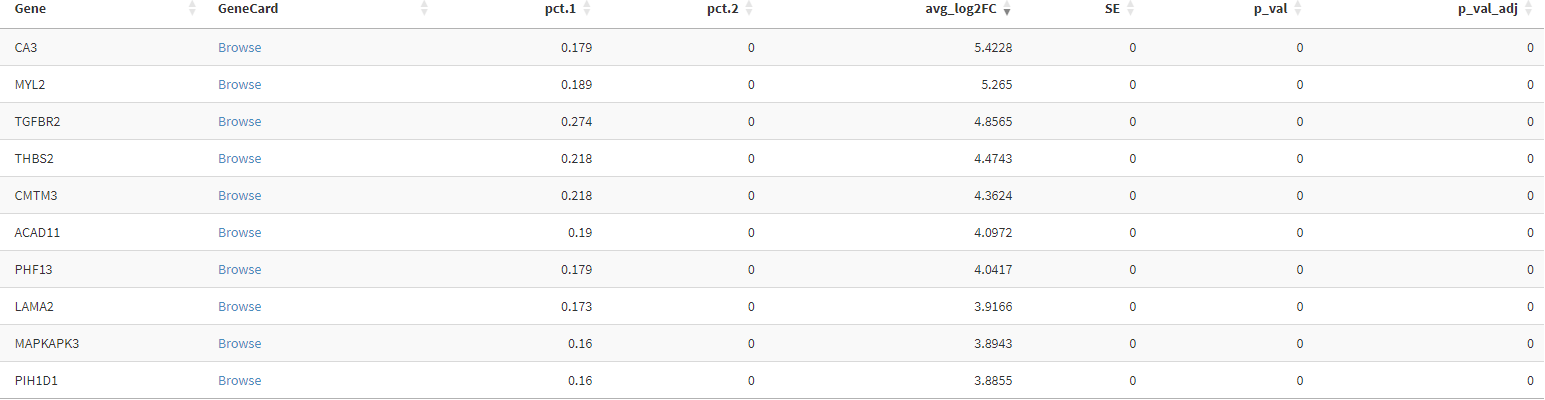 Gene GeneCard pct.1 pct.2 avg_log2FC SE p_val p_val_adj
CA3 Browse 0.179 0 5.4228 0 0 0
MYL2 Browse 0.189 0 5.265 0 0 0
TGFBR2 Browse 0.274 0 4.8565 0 0 0
THBS2 Browse 0.218 0 4.4743 0 0 0
CMTM3 Browse 0.218 0 4.3624 0 0 0
ACAD11 Browse 0.19 0 4.0972 0 0 0
PHF13 Browse 0.179 0 4.0417 0 0 0
LAMA2 Browse 0.173 0 3.9166 0 0 0
MAPKAPK3 Browse 0.16 0 3.8943 0 0 0
PIH1D1 Browse 0.16 0 3.8855 0 0 0